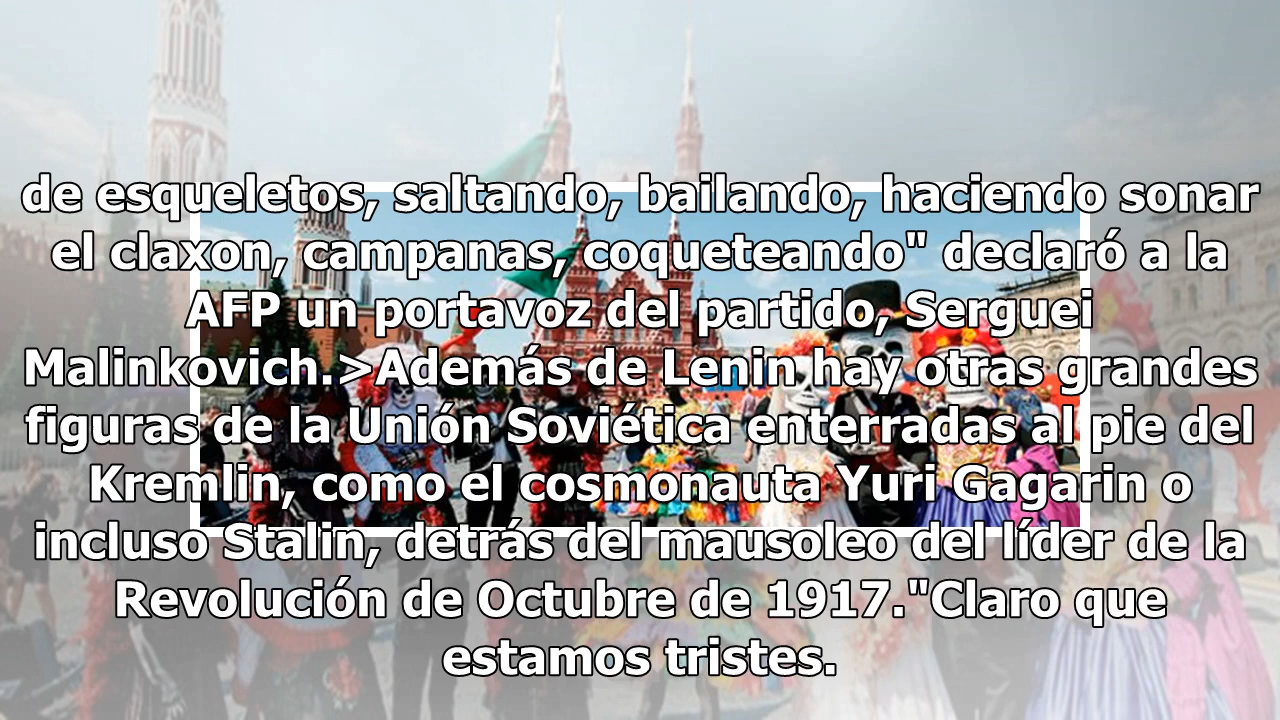 de esqueletos, saltando, bailando, haciendo sonar
el claxon, campanas, coqueteando" declaró a la
AFP un portavoz del partido, Serguei
Malinkovich.>Además de Lenin hay otras grandes
figuras de la Unión Soviética enterradas al pie del
Kremlin, como el cosmonauta Yuri Gagarin o
incluso Stalin, detrás del mausoleo del líder de la
Revolución de Octubre de 1917."Claro que
estamos tristes.